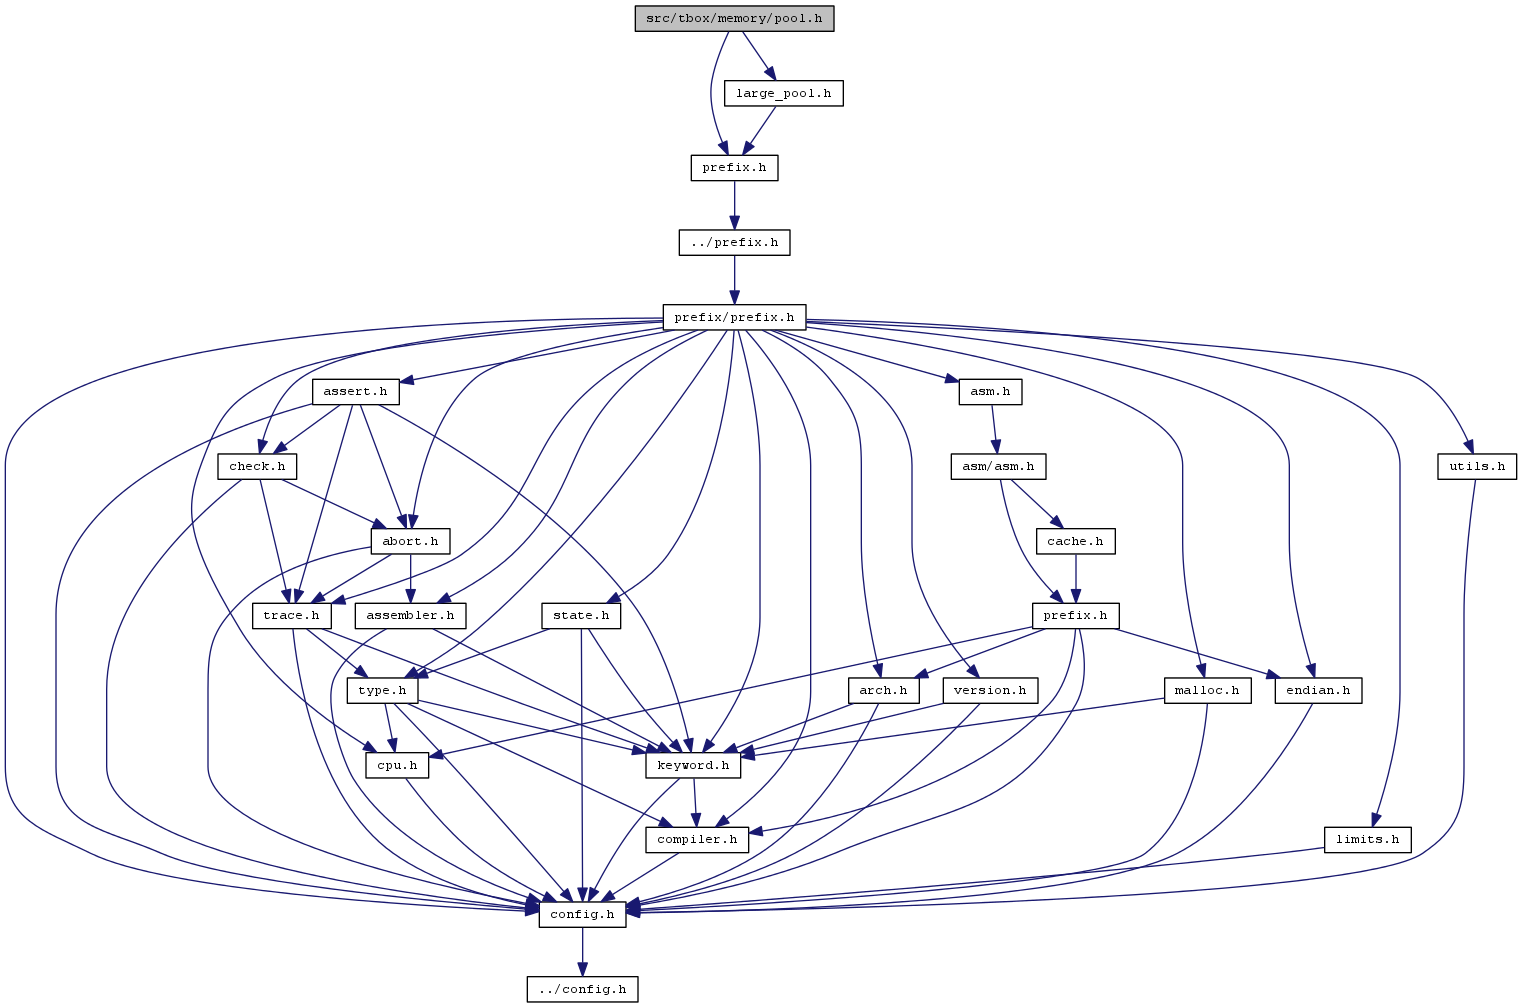 src/tbox/memory/pool.h
large_pool.h
prefix.h
../prefix.h
prefix/prefix.h
assert.h
asm.h
check.h
asm/asm.h
utils.h
abort.h
cache.h
trace.h
assembler.h
state.h
prefix.h
type.h
arch.h
version.h
malloc.h
endian.h
cpu.h
keyword.h
compiler.h
limits.h
config.h
../config.h